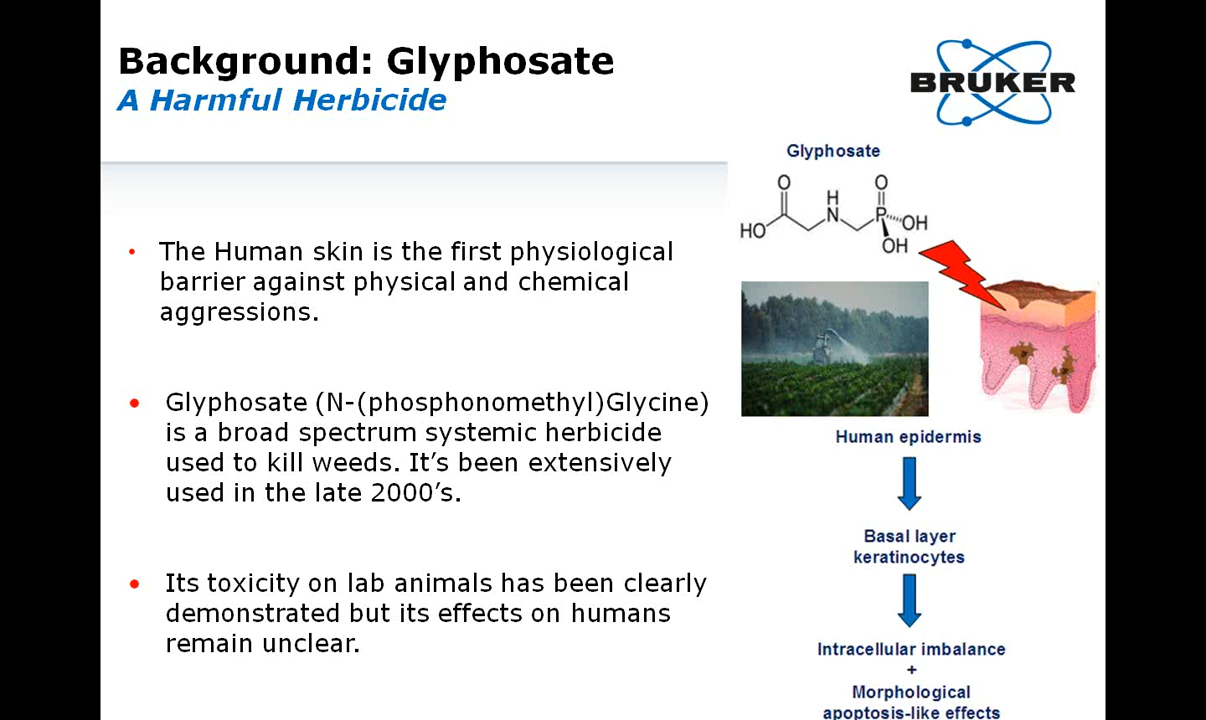 Background: Glyphosate
A Harmful Herbicide
BRUKER
The Human skin is the first physiological
barrier against physical and chemical
aggressions.
Glyphosate (N-(phosphonomethyl)Glycine)
is a broad spectrum systemic herbicide
used to kill weeds. It’s been extensively
used in the late 2000’s.
Its toxicity on lab animals has been clearly
demonstrated but its effects on humans
remain unclear.
Glyphosate
O
O
H
N
P
OH
HO
OH
Human epidermis
Basal layer
keratinocytes
Intracellular imbalance
+
Morphological
apoptosis-like effects